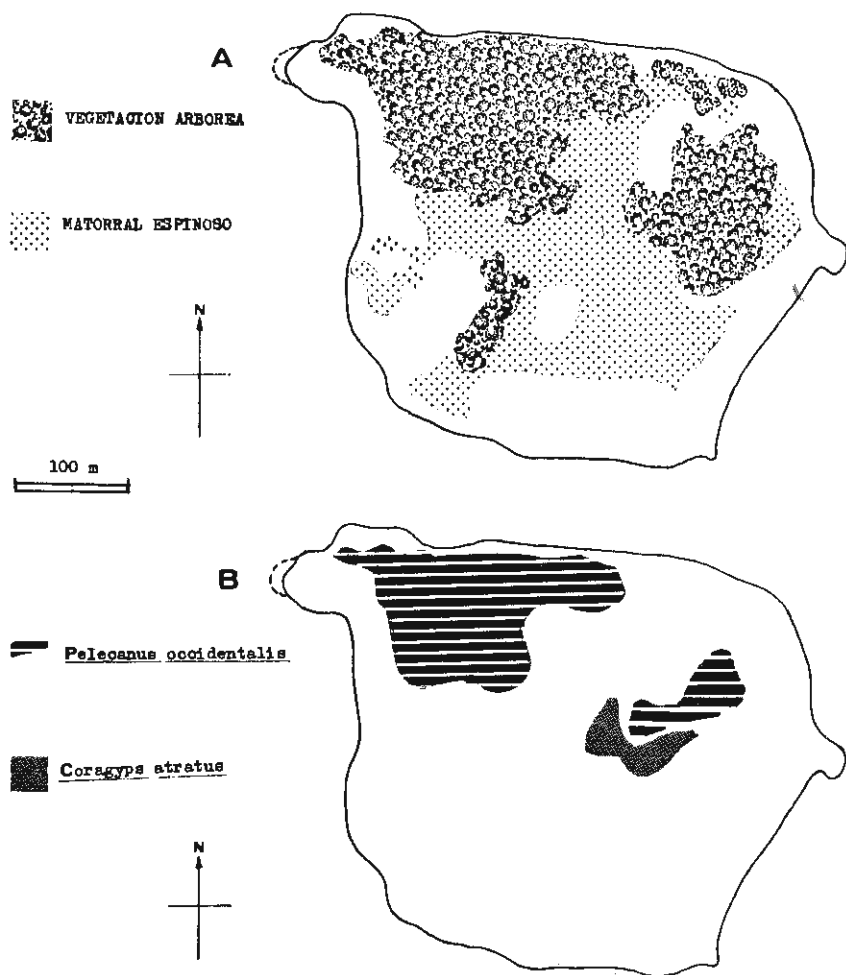 A
VEGETACION ARBOREA
MATORRAL ESPINOSO
N
100 m
B
Pelecanus occidentalis
Coragyps atratus
N